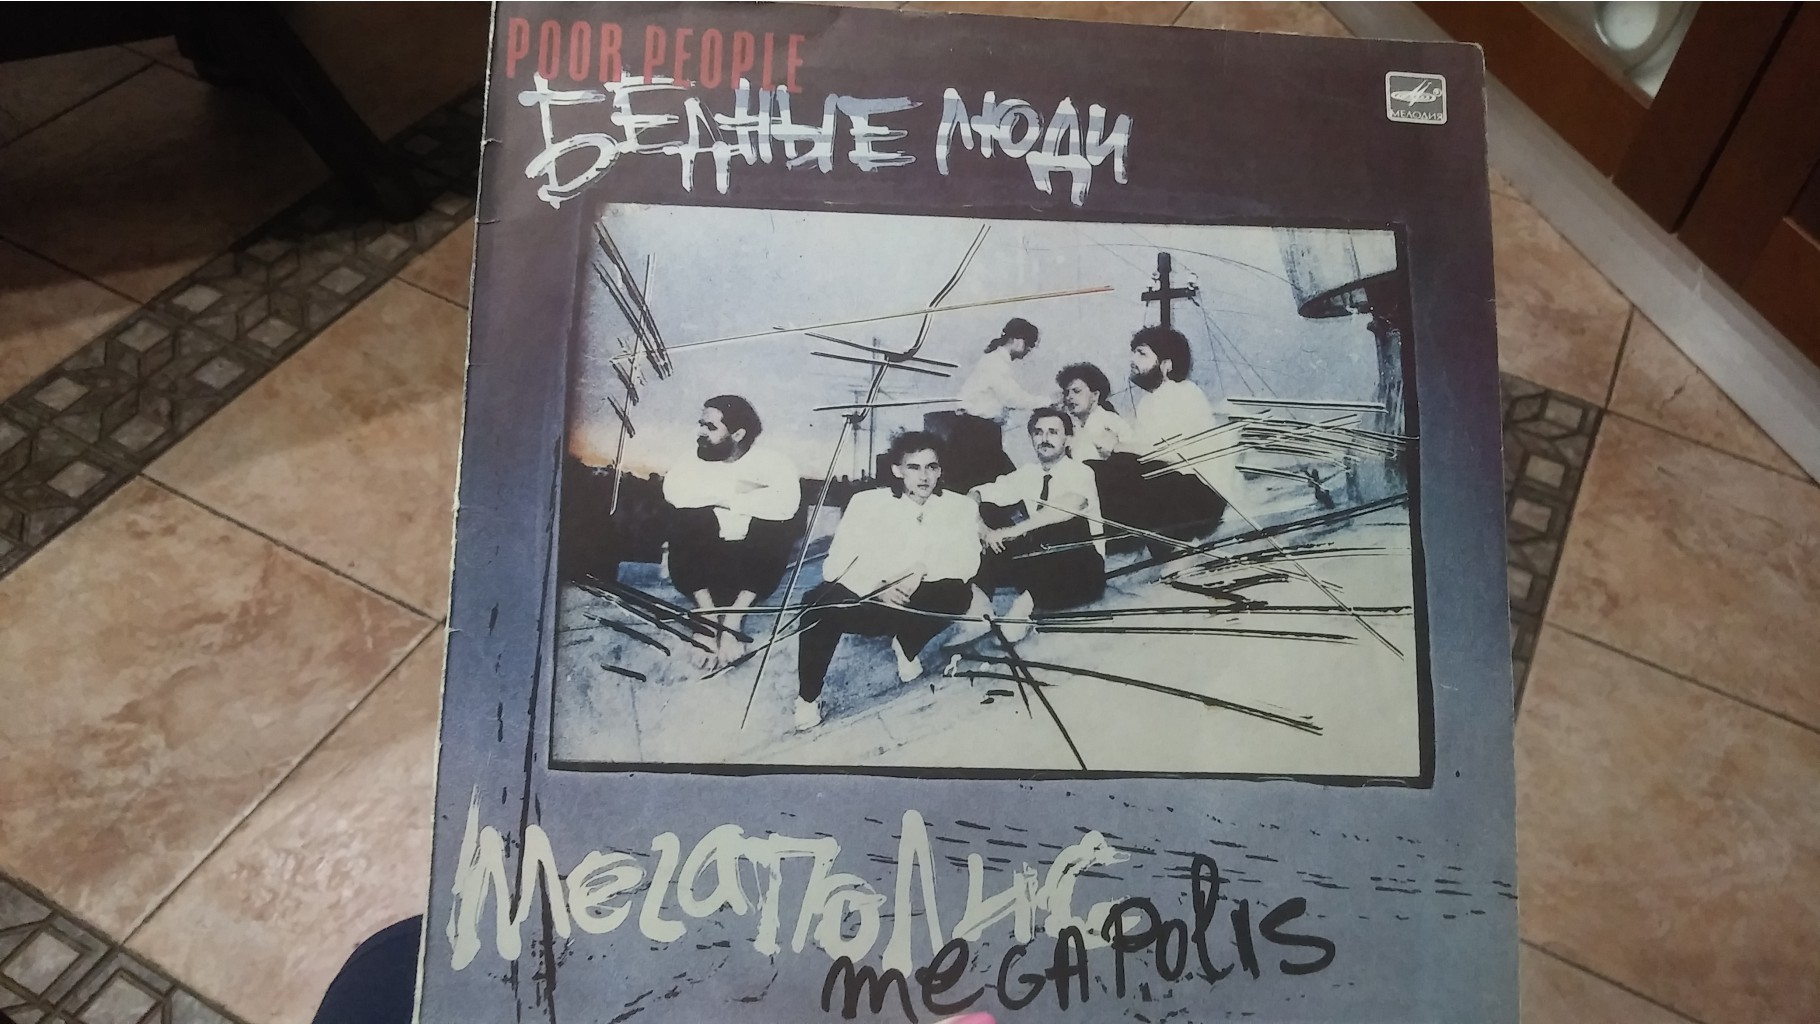 POOR PEOPLE
БЕДНЫЕ ЛЮДИ
МЕЛОДИЯ
МегаПоЛиС
meGAPolIS